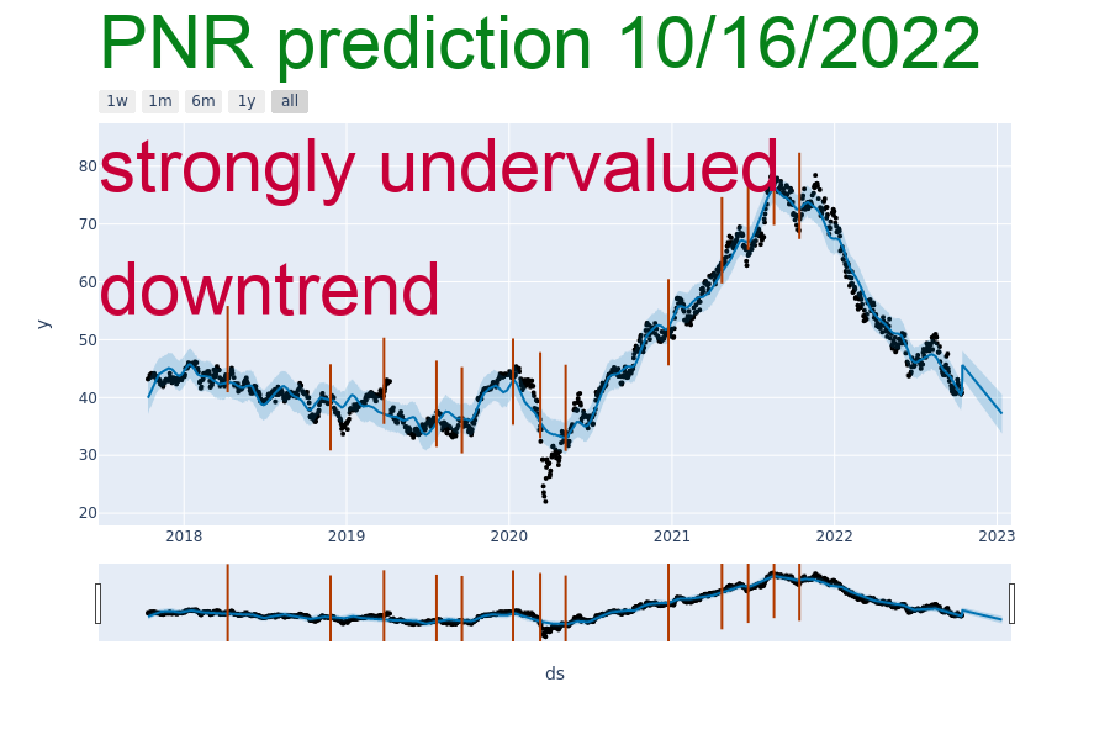 PNR prediction 10/16/2022
1w 1m 6m 1y all
strongly undervalued
downtrend
80
70
60
50
40
30
20
y
2018 2019 2020 2021 2022 2023
ds